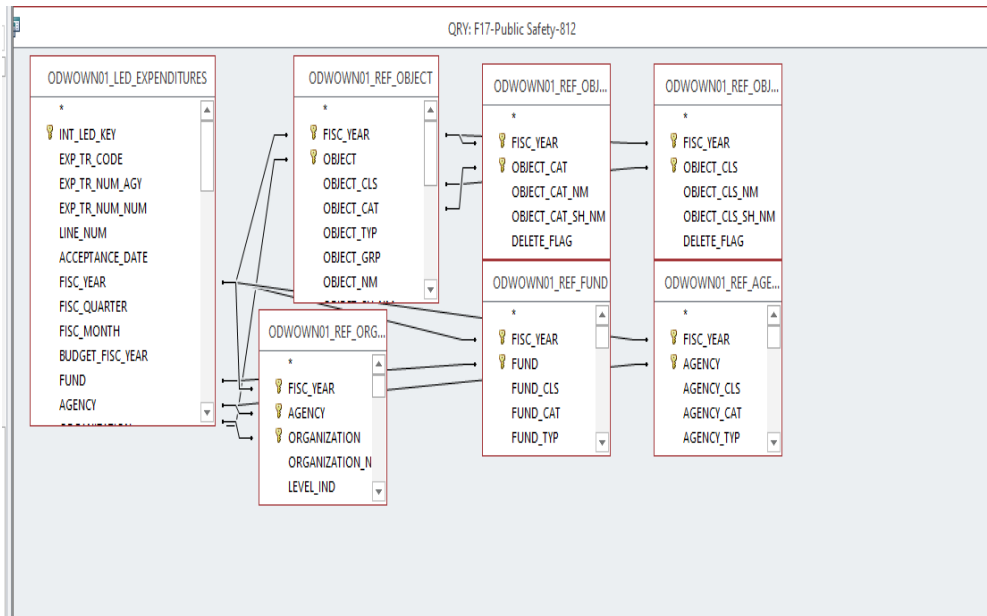 QRY: F17-Public Safety-812
ODWOWN01_LED_EXPENDITURES
*
INT_LED_KEY
EXP_TR_CODE
EXP_TR_NUM_AGY
EXP_TR_NUM_NUM
LINE_NUM
ACCEPTANCE_DATE
FISC_YEAR
FISC_QUARTER
FISC_MONTH
BUDGET_FISC_YEAR
FUND
AGENCY
ODWOWN01_REF_OBJECT
*
FISC_YEAR
OBJECT
OBJECT_CLS
OBJECT_CAT
OBJECT_TYP
OBJECT_GRP
OBJECT_NM
ODWOWN01_REF_ORG...
*
FISC_YEAR
AGENCY
ORGANIZATION
ORGANIZATION_N
LEVEL_IND
ODWOWN01_REF_OBJ...
*
FISC_YEAR
OBJECT_CAT
OBJECT_CAT_NM
OBJECT_CAT_SH_NM
DELETE_FLAG
ODWOWN01_REF_OBJ...
*
FISC_YEAR
OBJECT_CLS
OBJECT_CLS_NM
OBJECT_CLS_SH_NM
DELETE_FLAG
ODWOWN01_REF_FUND
*
FISC_YEAR
FUND
FUND_CLS
FUND_CAT
FUND_TYP
ODWOWN01_REF_AGE...
*
FISC_YEAR
AGENCY
AGENCY_CLS
AGENCY_CAT
AGENCY_TYP